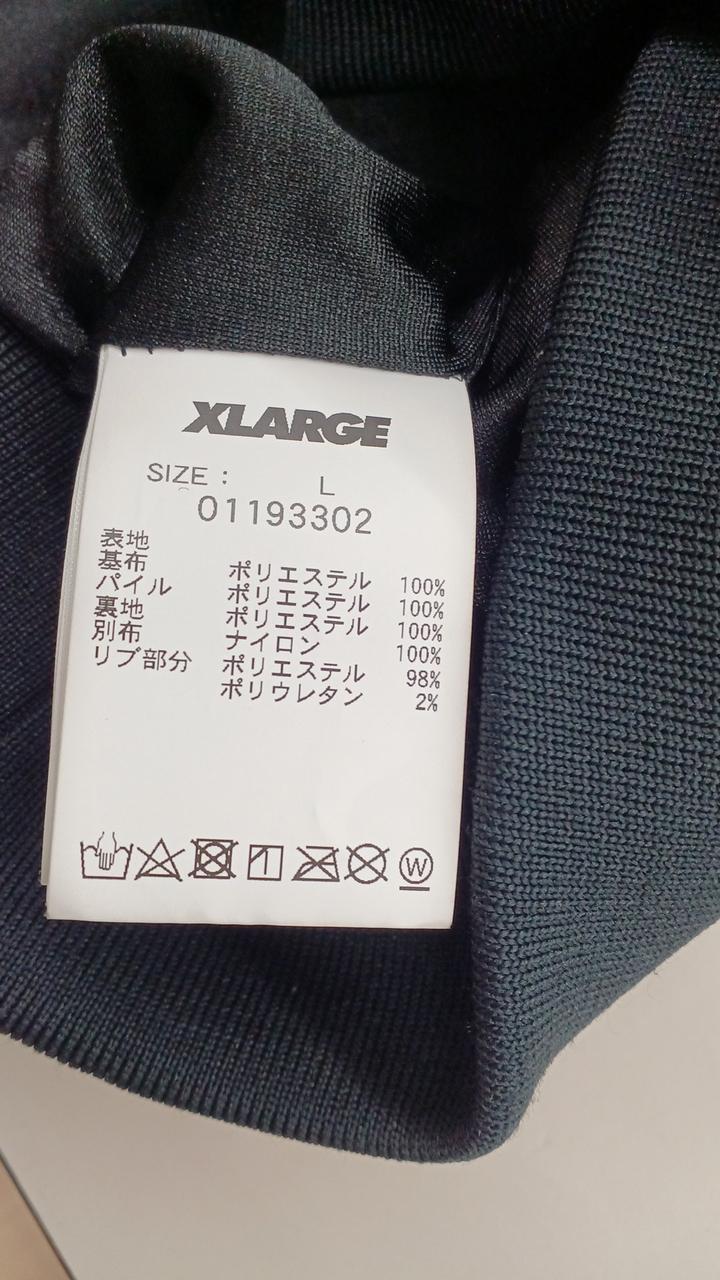 XLARGE
SIZE : L
01193302
表地
基布 ポリエステル 100%
パイル ポリエステル 100%
裏地 ポリエステル 100%
別布 ナイロン 100%
リブ部分 ポリエステル 98%
ポリウレタン 2%
W